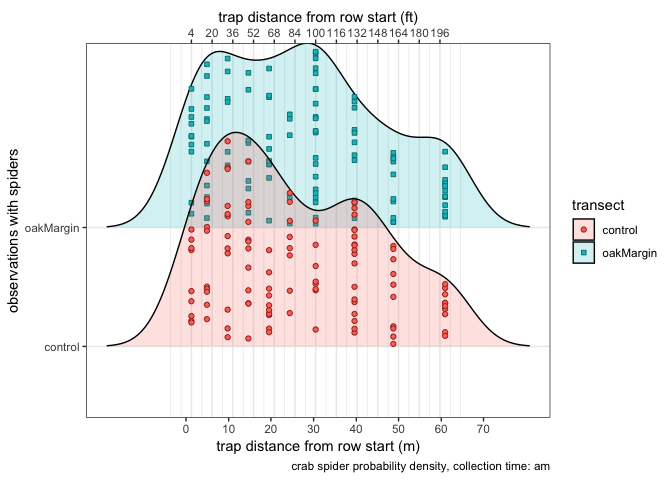 trap distance from row start (ft)
4 20 36 52 68 84 100 116 132 148 164 180 196
observations with spiders
oakMargin
control
transect
control
oakMargin
0 10 20 30 40 50 60 70
trap distance from row start (m)
crab spider probability density, collection time: am